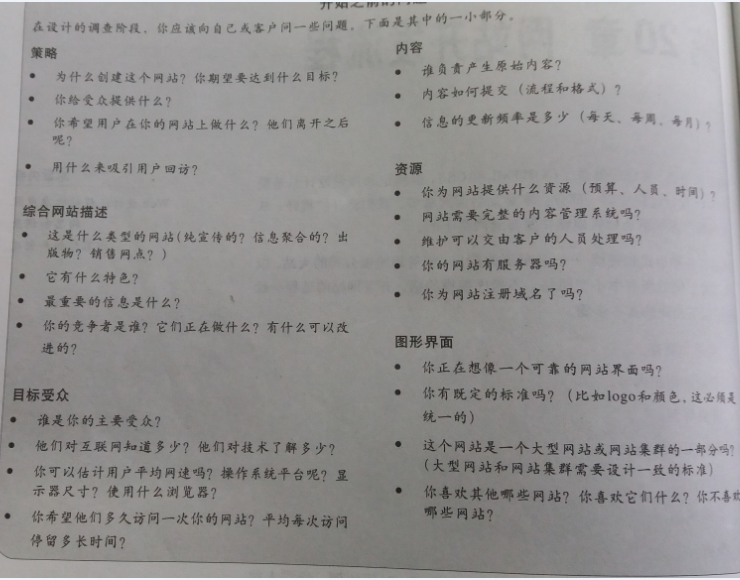 开始之前的问题
在设计的调查阶段，你应该向自己或客户问一些问题。下面是其中的一小部分。
策略
• 为什么创建这个网站？你期望要达到什么目标？
• 你给受众提供什么？
• 你希望用户在你的网站上做什么？他们离开之后
呢？
• 用什么来吸引用户回访？
综合网站描述
• 这是什么类型的网站(纯宣传的？信息聚合的？出
版物？销售网点？)
• 它有什么特色？
• 最重要的信息是什么？
• 你的竞争者是谁？它们正在做什么？有什么可以改
进的？
目标受众
• 谁是你的主要受众？
• 他们对互联网知道多少？他们对技术了解多少？
• 你可以估计用户平均网速吗？操作系统平台呢？显
示器尺寸？使用什么浏览器？
• 你希望他们多久访问一次你的网站？平均每次访问
停留多长时间？
内容
• 谁负责产生原始内容？
• 内容如何提交（流程和格式）？
• 信息的更新频率是多少（每天、每周、每月）？
资源
• 你为网站提供什么资源（预算、人员、时间）？
• 网站需要完整的内容管理系统吗？
• 维护可以交由客户的人员处理吗？
• 你的网站有服务器吗？
• 你为网站注册域名了吗？
图形界面
• 你正在想像一个可靠的网站界面吗？
• 你有既定的标准吗？（比如logo和颜色，这必须是
统一的）
• 这个网站是一个大型网站或网站集群的一部分吗？
（大型网站和网站集群需要设计一致的标准）
• 你喜欢其他哪些网站？你喜欢它们什么？你不喜欢
哪些网站？